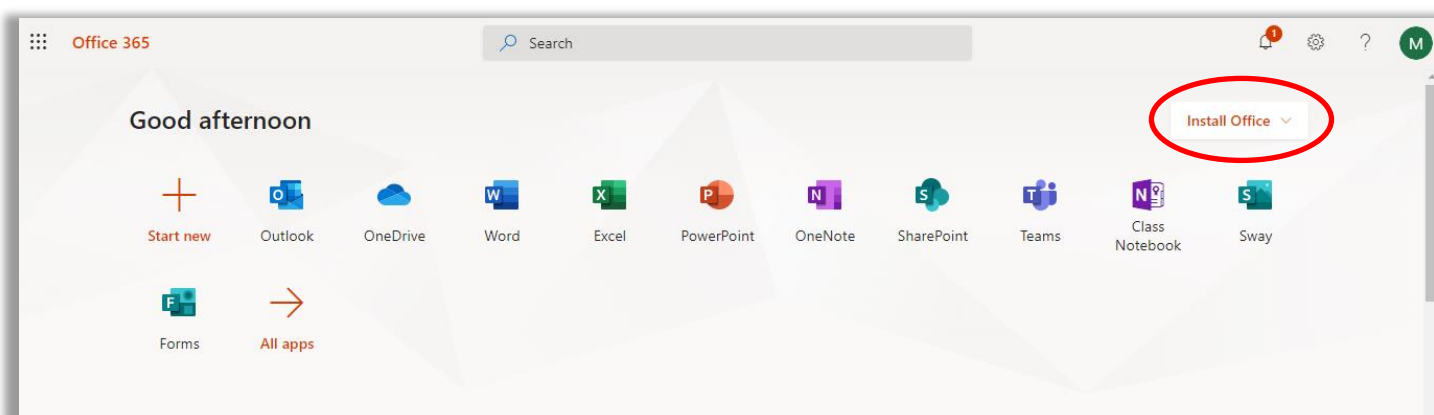 Office 365
Search
1
?
M
Good afternoon
Install Office
Start new
O
Outlook
OneDrive
W
Word
X
Excel
P
PowerPoint
N
OneNote
S
SharePoint
T
Teams
N
Class
Notebook
S
Sway
F
Forms
All apps